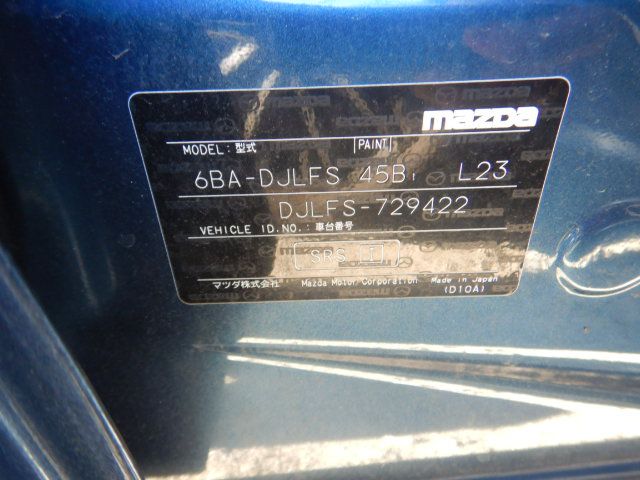 mazda
MODEL: 型式 PAINT
6BA-DJLFS 45B L23
DJLFS-729422
VEHICLE ID.NO.: 車台番号
SRS
マツダ株式会社 Mazda Motor Corporation Made in Japan
(D10A)